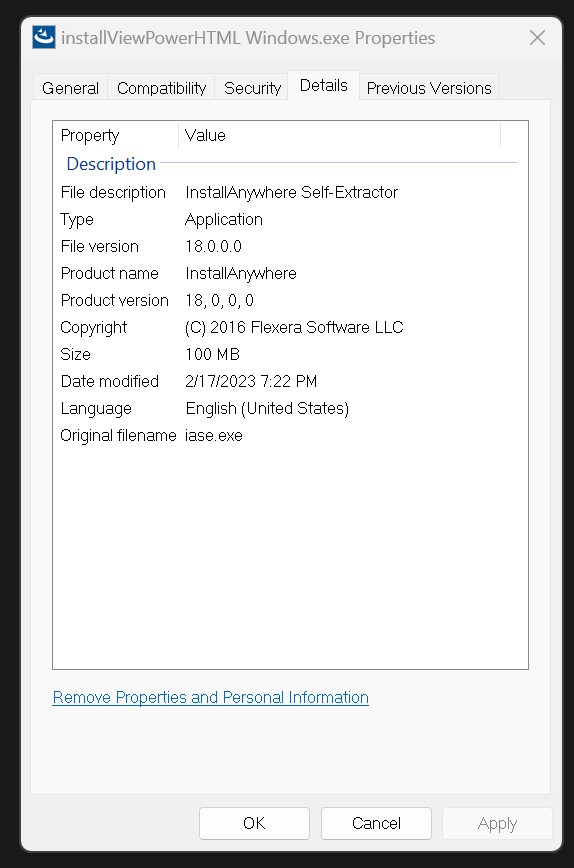 installViewPowerHTML Windows.exe Properties
General Compatibility Security Details Previous Versions
Property Value
Description
File description InstallAnywhere Self-Extractor
Type Application
File version 18.0.0.0
Product name InstallAnywhere
Product version 18, 0, 0, 0
Copyright (C) 2016 Flexera Software LLC
Size 100 MB
Date modified 2/17/2023 7:22 PM
Language English (United States)
Original filename iase.exe
Remove Properties and Personal Information
OK Cancel Apply